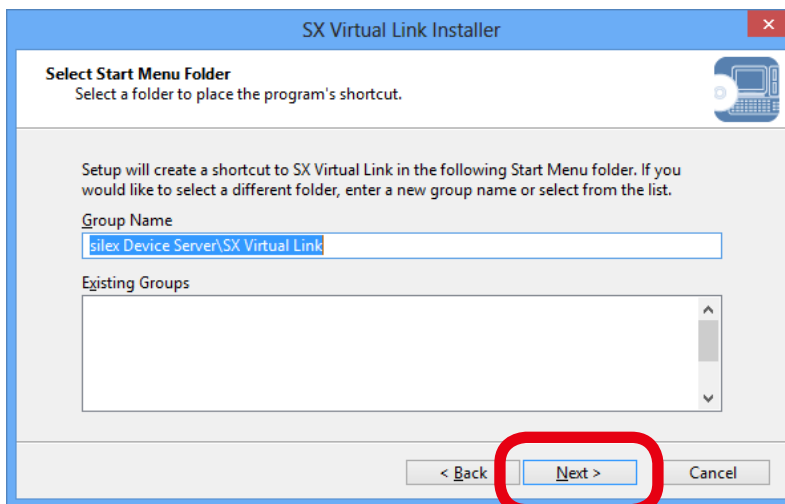 SX Virtual Link Installer
Select Start Menu Folder
Select a folder to place the program's shortcut.
Setup will create a shortcut to SX Virtual Link in the following Start Menu folder. If you
would like to select a different folder, enter a new group name or select from the list.
Group Name
silex Device Server\SX Virtual Link
Existing Groups
< Back
Next >
Cancel